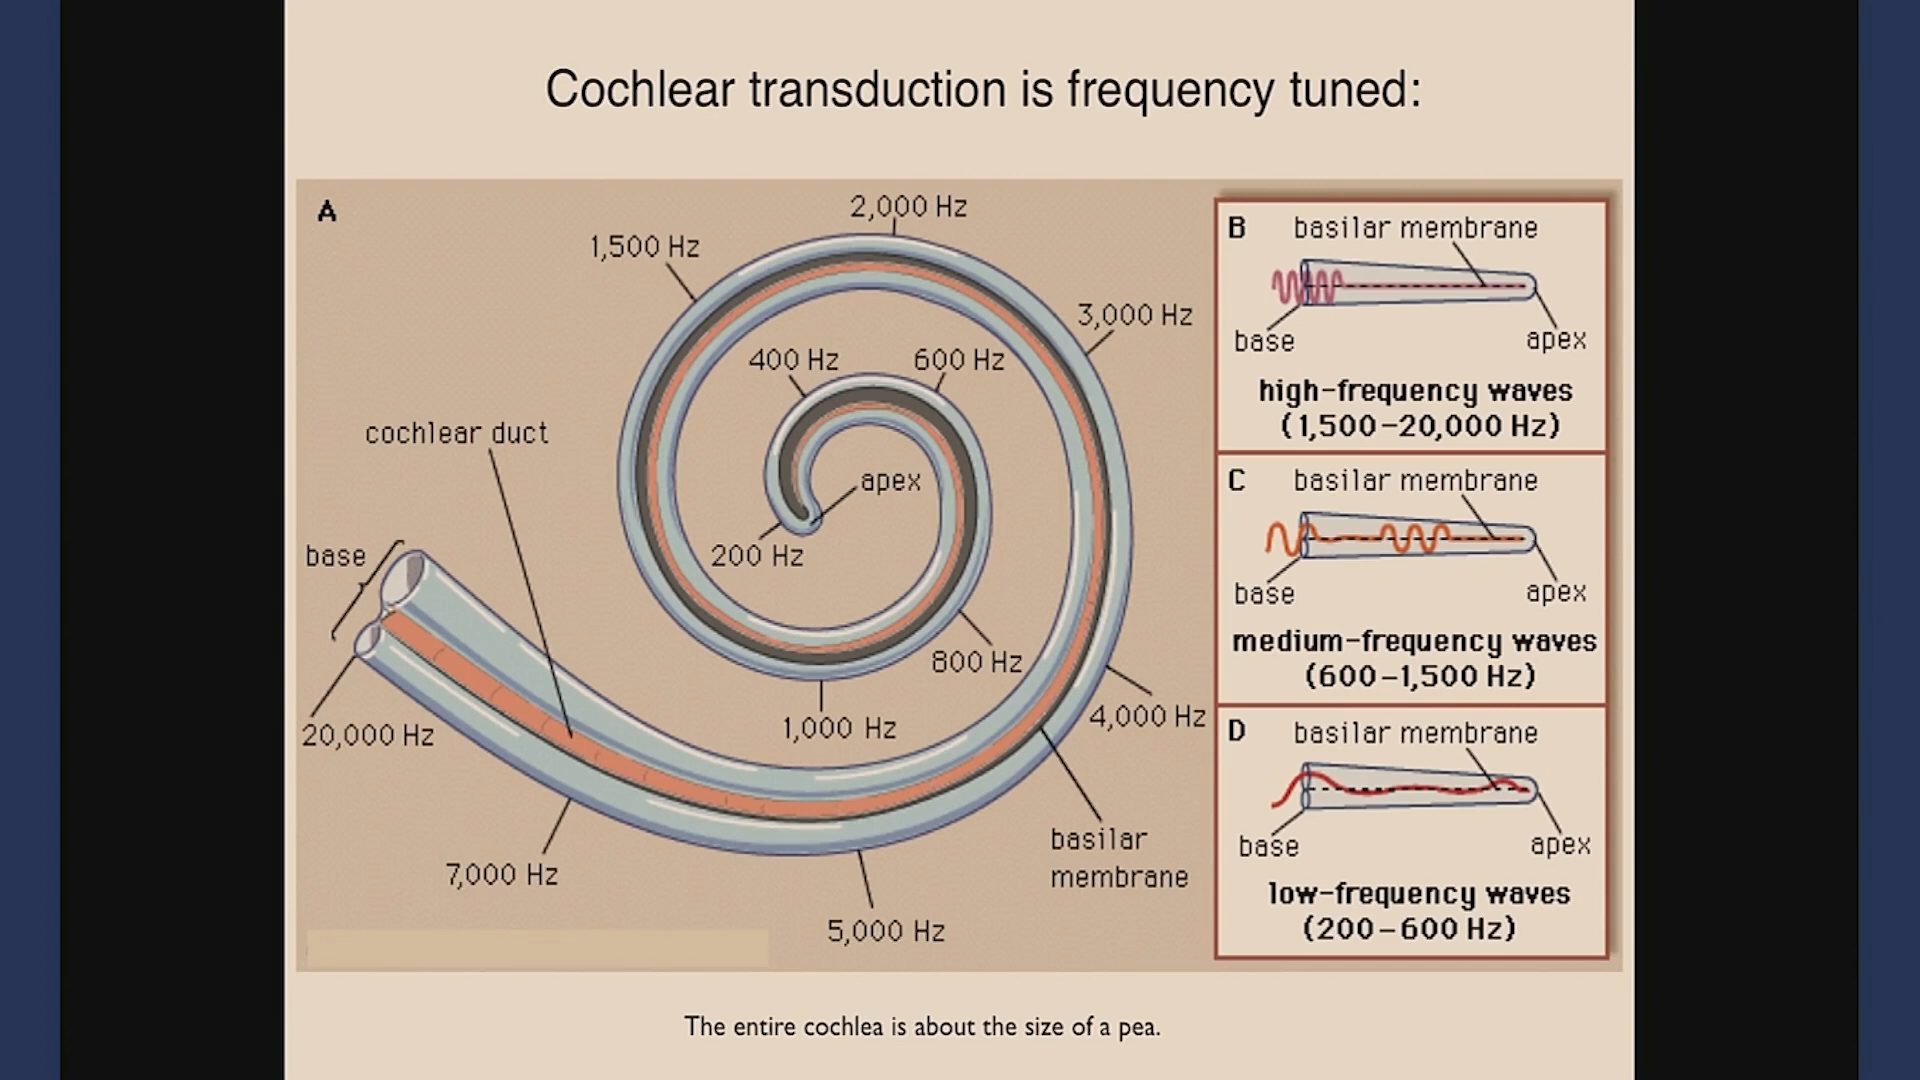 Cochlear transduction is frequency tuned:
A
2,000 Hz
1,500 Hz
3,000 Hz
400 Hz
600 Hz
cochlear duct
apex
base
200 Hz
800 Hz
20,000 Hz
1,000 Hz
4,000 Hz
basilar
membrane
7,000 Hz
5,000 Hz
B
basilar membrane
base
apex
high-frequency waves
(1,500–20,000 Hz)
C
basilar membrane
base
apex
medium-frequency waves
(600–1,500 Hz)
D
basilar membrane
base
apex
low-frequency waves
(200–600 Hz)
The entire cochlea is about the size of a pea.